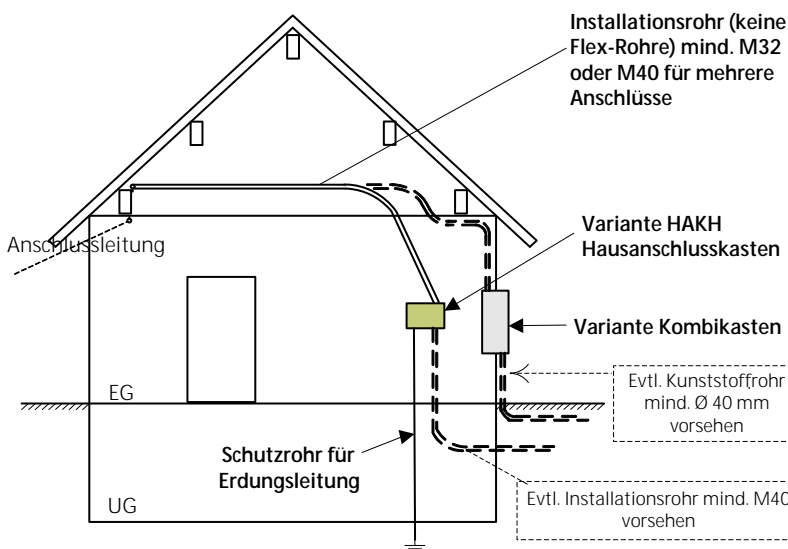 Installationsrohr (keine
Flex-Rohre) mind. M32
oder M40 für mehrere
Anschlüsse
Anschlussleitung
Variante HAKH
Hausanschlusskasten
Variante Kombikasten
Evtl. Kunststoffrohr
mind. Ø 40 mm
vorsehen
EG
Schutzrohr für
Erdungsleitung
Evtl. Installationsrohr mind. M40
vorsehen
UG